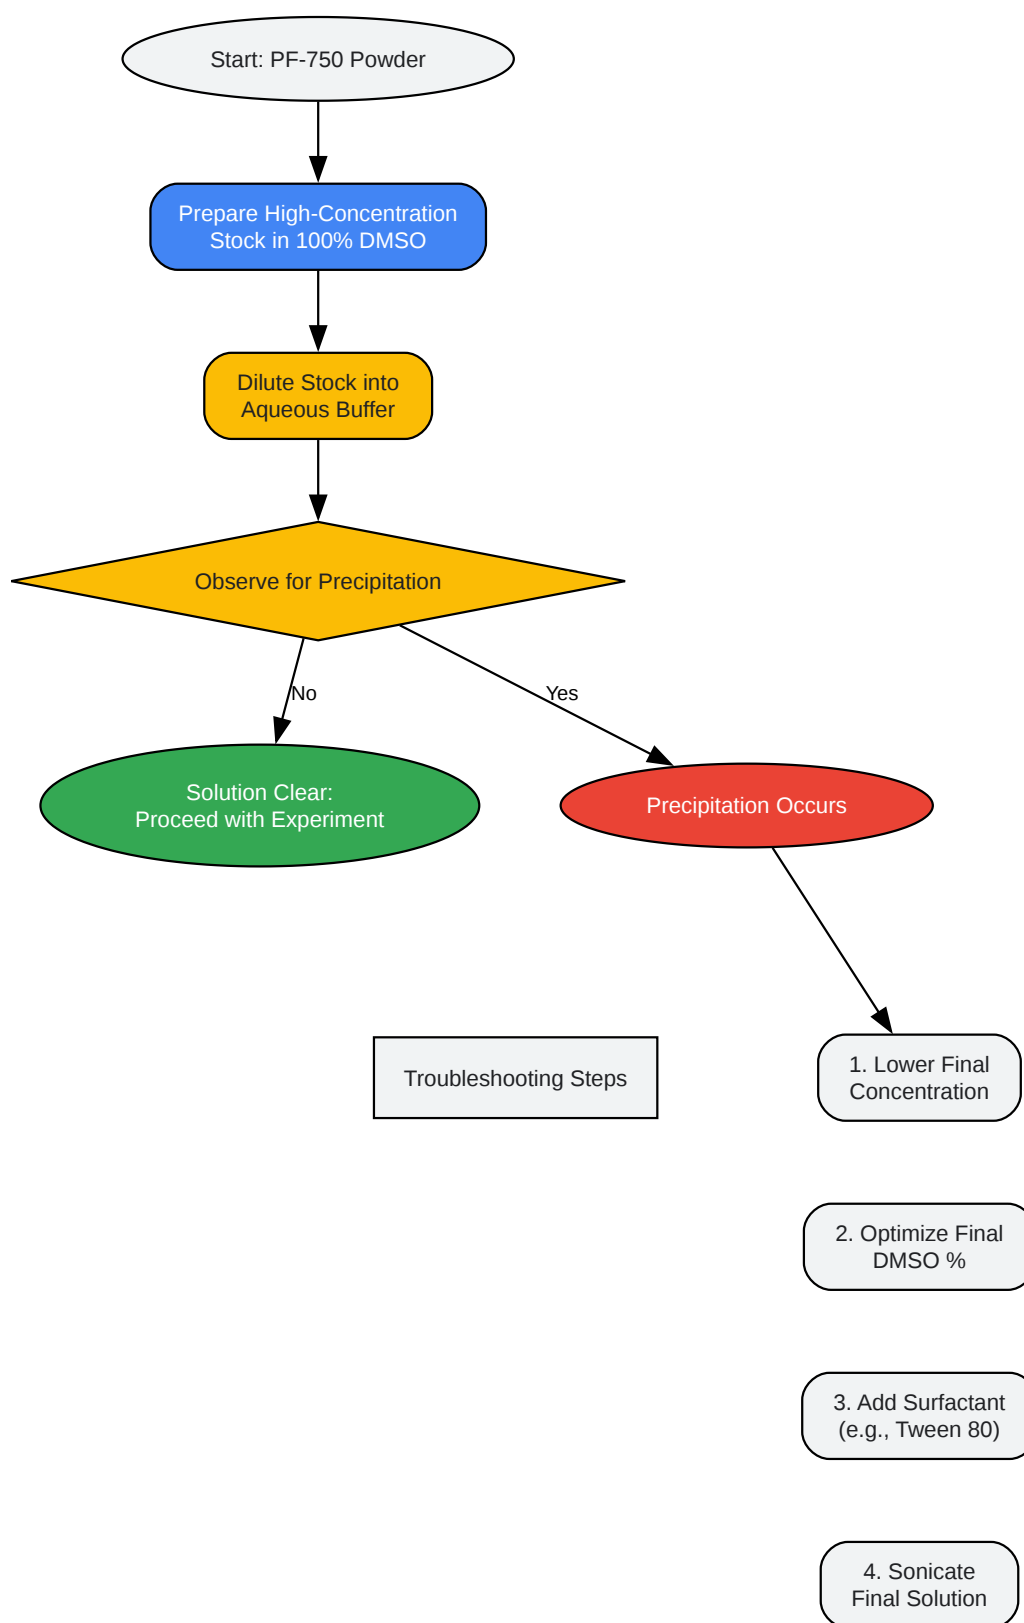 Start: PF-750 Powder
Prepare High-Concentration
Stock in 100% DMSO
Dilute Stock into
Aqueous Buffer
Observe for Precipitation
No
Yes
Solution Clear:
Proceed with Experiment
Precipitation Occurs
Troubleshooting Steps
1. Lower Final
Concentration
2. Optimize Final
DMSO %
3. Add Surfactant
(e.g., Tween 80)
4. Sonicate
Final Solution